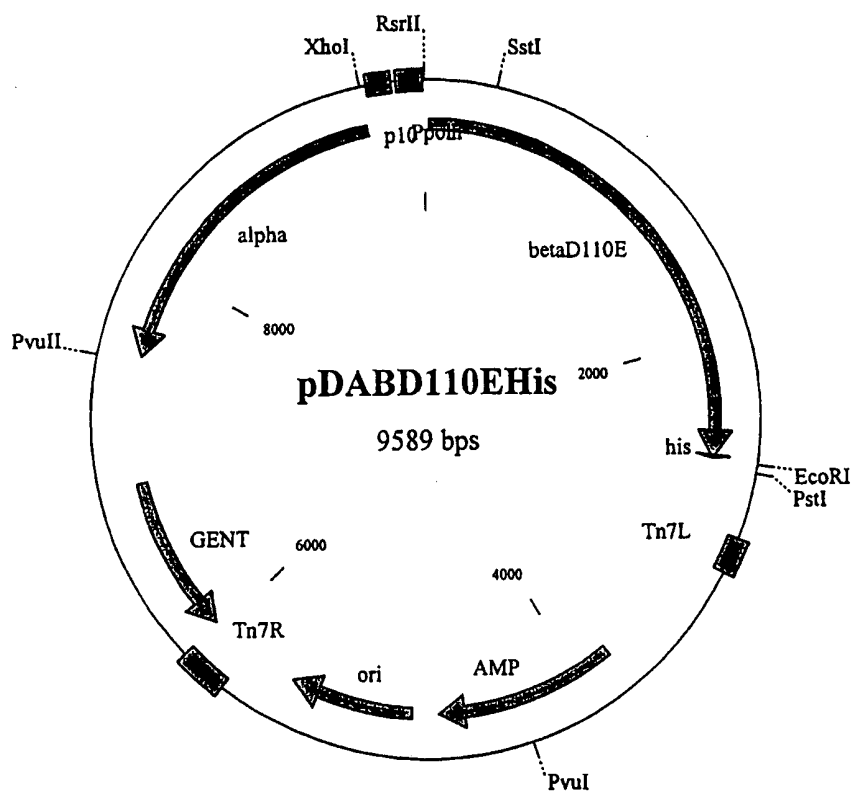 RsrII
XhoI
SstI
p10
Ppolh
alpha
betaD110E
PvuII
8000
2000
pDABD110EHis
9589 bps
his
EcoRI
PstI
Tn7L
GENT
6000
4000
Tn7R
ori
AMP
PvuI